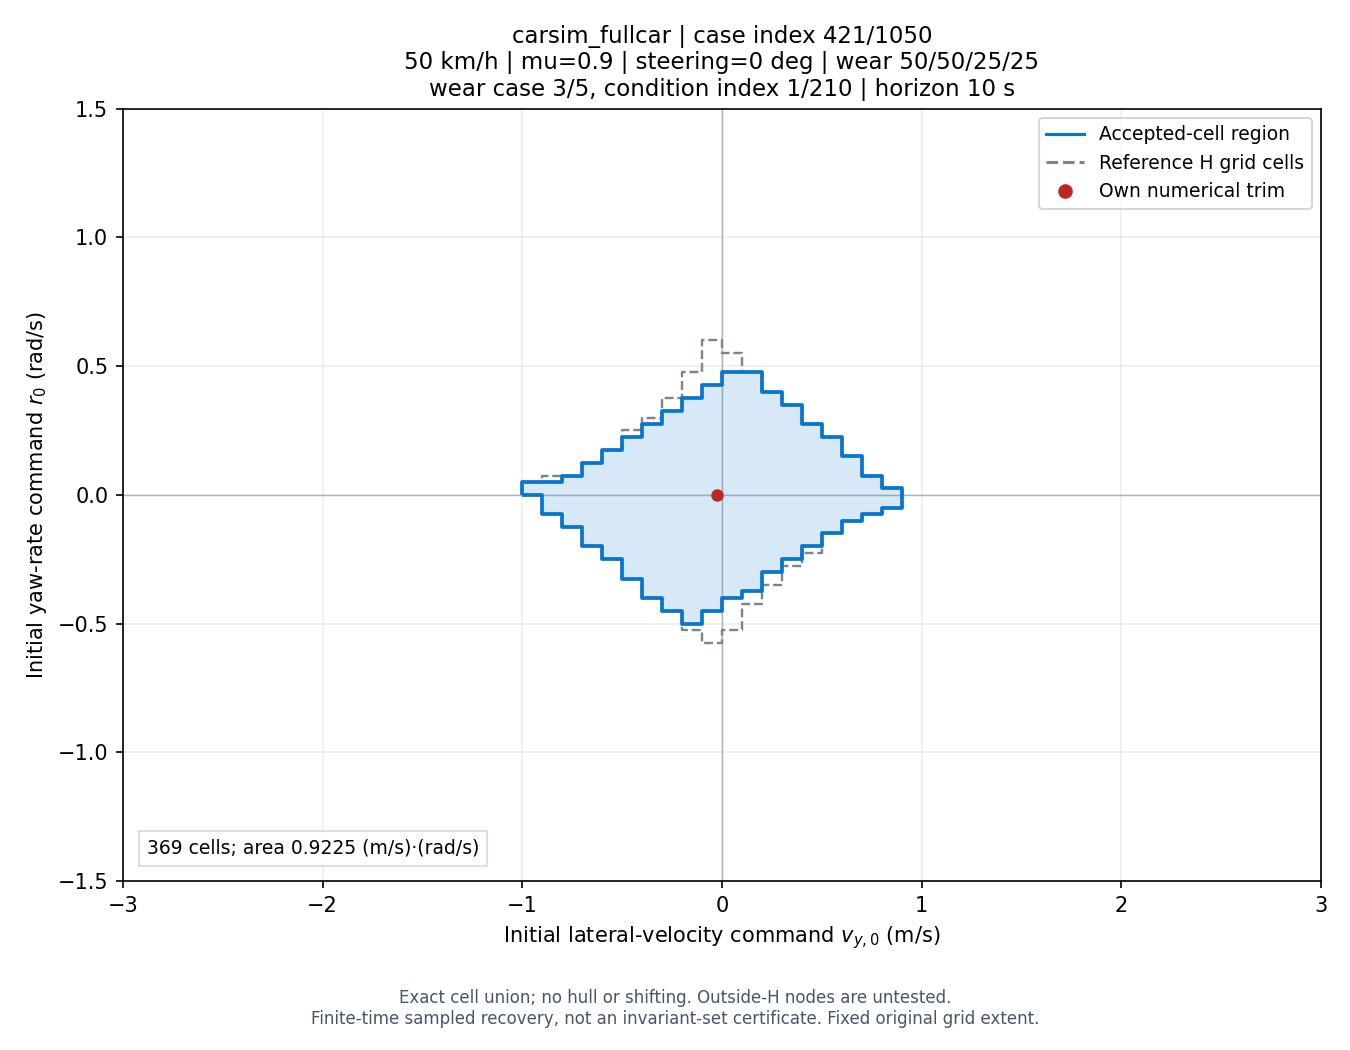 carsim_fullcar | case index 421/1050
50 km/h | mu=0.9 | steering=0 deg | wear 50/50/25/25
wear case 3/5, condition index 1/210 | horizon 10 s
Accepted-cell region
Reference H grid cells
Own numerical trim
1.5
1.0
0.5
0.0
−0.5
−1.0
−1.5
Initial yaw-rate command r0 (rad/s)
369 cells; area 0.9225 (m/s)·(rad/s)
−3
−2
−1
0
1
2
3
Initial lateral-velocity command vy,0 (m/s)
Exact cell union; no hull or shifting. Outside-H nodes are untested.
Finite-time sampled recovery, not an invariant-set certificate. Fixed original grid extent.